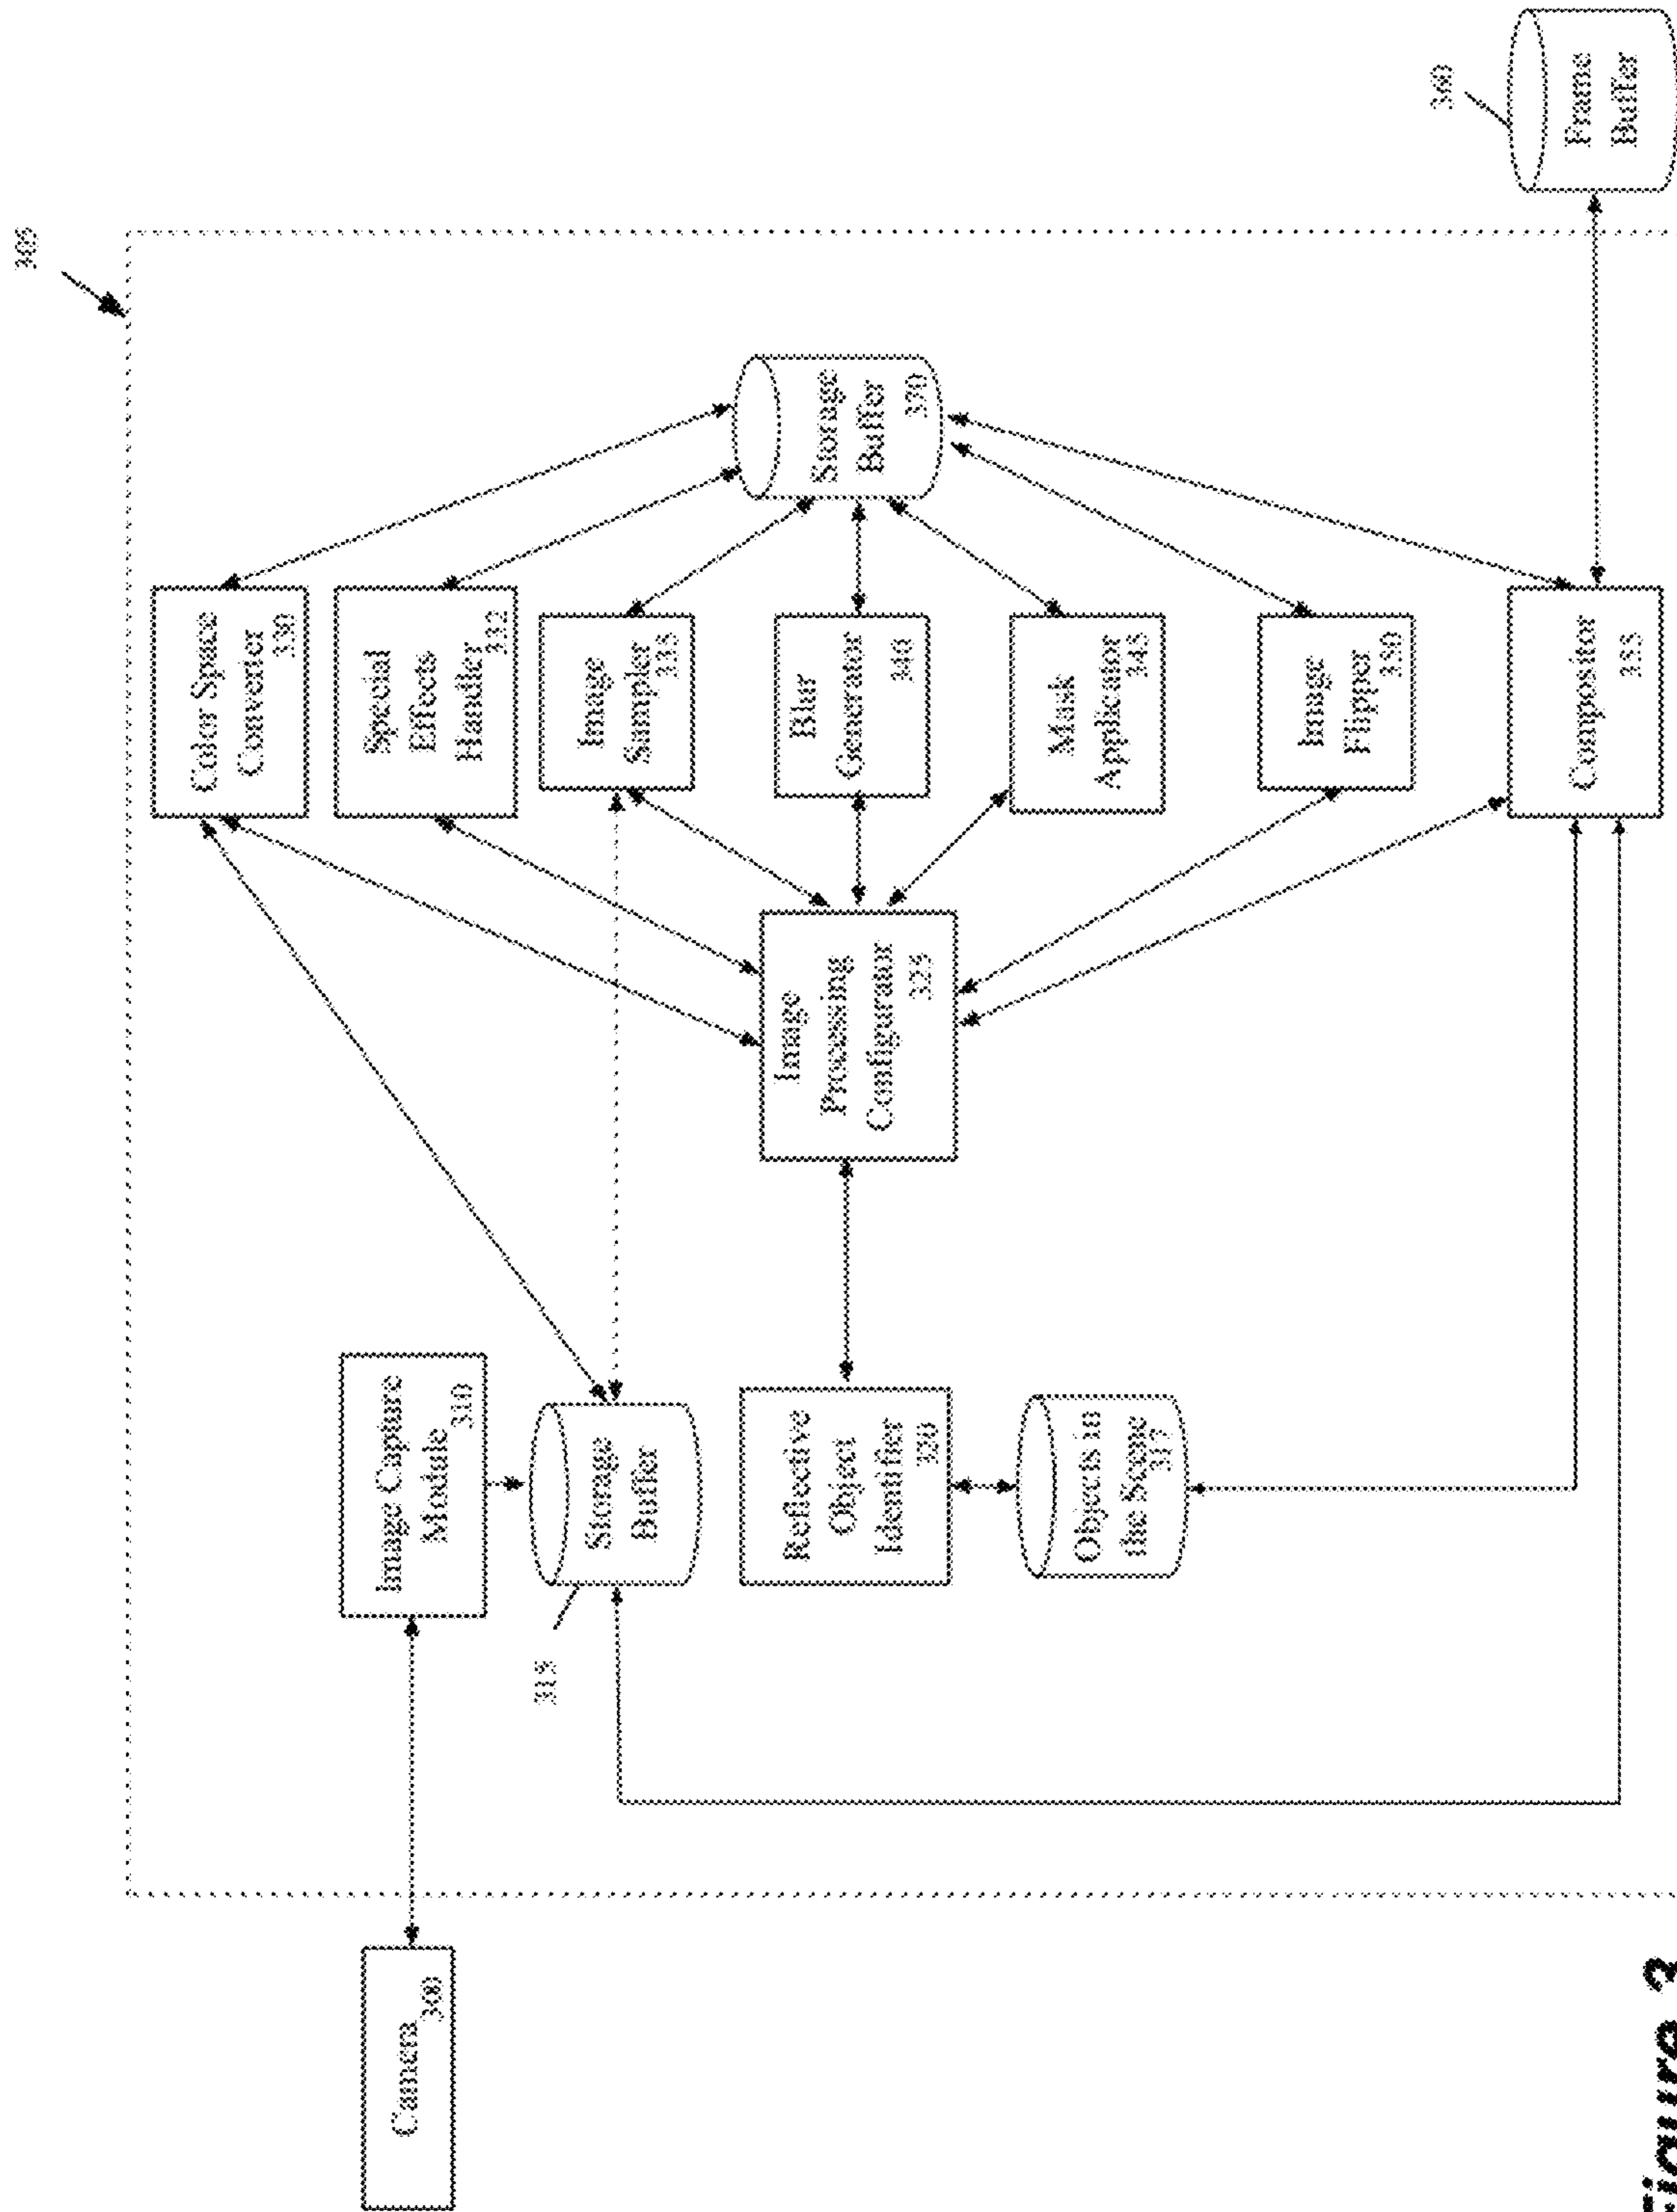 305
Camera
300
Image Capture
Module
310
315
Storage
Buffer
Reflective
Object
Identifier
320
Objects in
the Scene
317
Image
Processing
Configurator
325
Color Space
Converter
330
Special
Effects
Handler
332
Image
Sampler
335
Blur
Generator
340
Mask
Applicator
345
Image
Flipper
350
Compositor
355
Storage
Buffer
370
360
Frame
Buffer
Figure 3